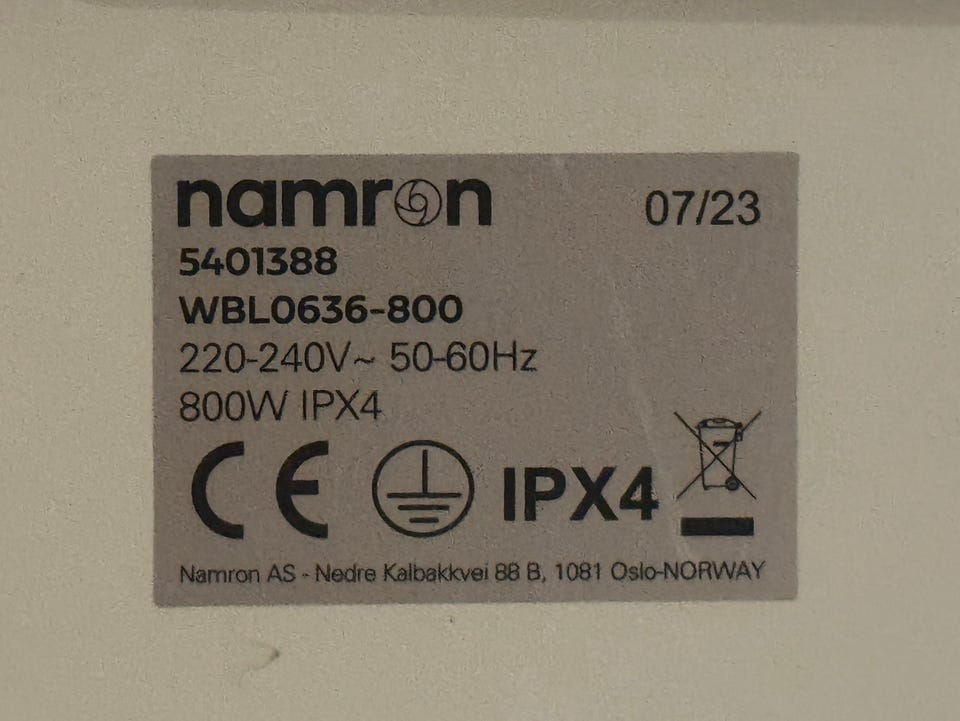 namron 07/23
5401388
WBL0636-800
220-240V~ 50-60Hz
800W IPX4
CE IPX4
Namron AS - Nedre Kalbakkvei 88 B, 1081 Oslo-NORWAY